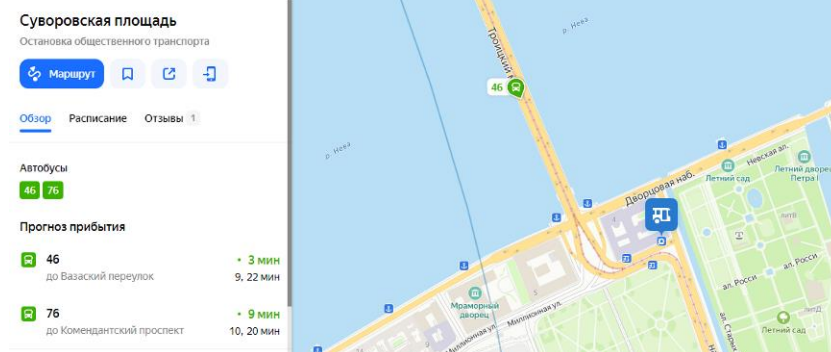 Суворовская площадь
Остановка общественного транспорта
Маршрут
Обзор Расписание Отзывы 1
Автобусы
46 76
Прогноз прибытия
46 • 3 мин
до Вазаский переулок 9, 22 мин
76 • 9 мин
до Комендантский проспект 10, 20 мин
р. Нева
Троицкий
46
р. Нева
Невская ал.
Летний сад
Летний дворец
Петра I
Дворцовая наб.
литВ
ал. Росси
ал. Росси
Мраморный
дворец
Миллионная ул.
Миллионная ул.
литД
Летний сад